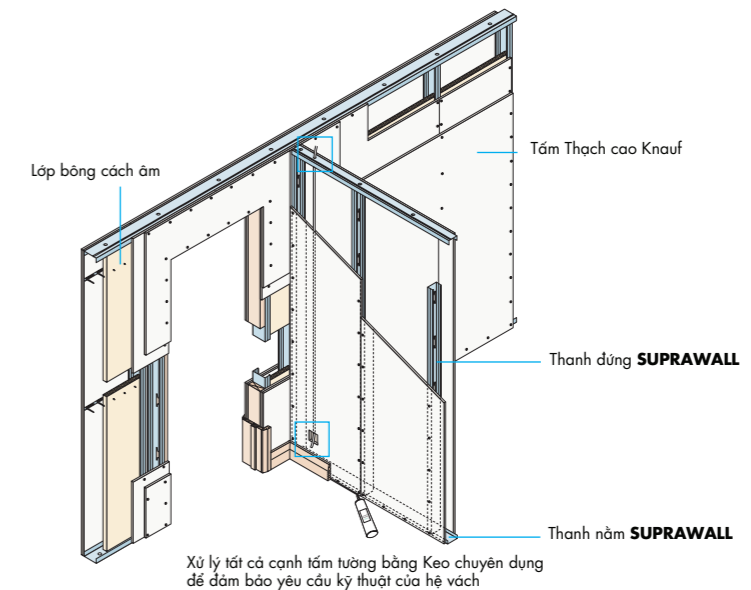 Tấm Thạch cao Knauf
Lớp bông cách âm
Thanh đứng SUPRAWALL
Thanh nằm SUPRAWALL
Xử lý tất cả cạnh tấm tường bằng Keo chuyên dụng
để đảm bảo yêu cầu kỹ thuật của hệ vách